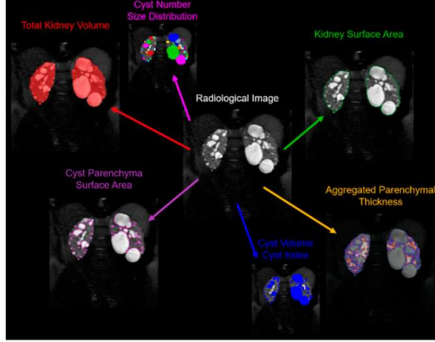 Total Kidney Volume
Cyst Number
Size Distribution
Kidney Surface Area
Radiological Image
Cyst Parenchyma
Surface Area
Aggregated Parenchymal
Thickness
Cyst Volume
Cyst Index